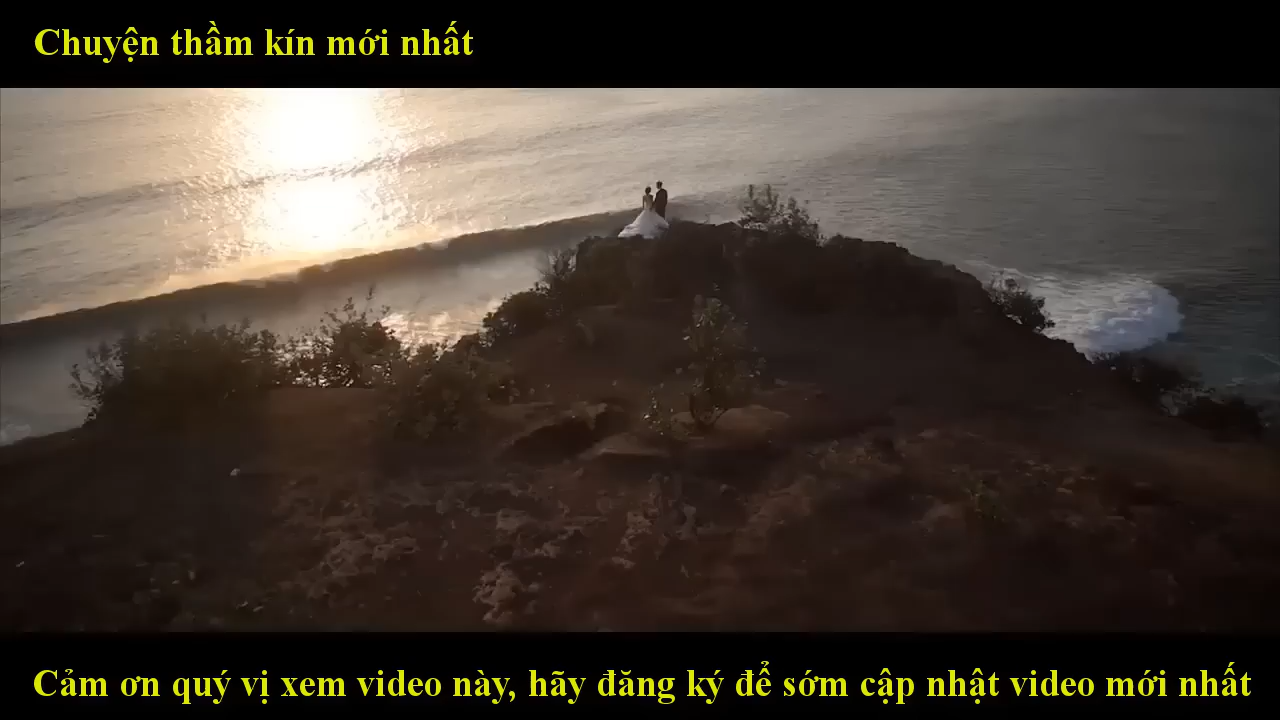 Chuyện thầm kín mới nhất
Cảm ơn quý vị xem video này, hãy đăng ký để sớm cập nhật video mới nhất